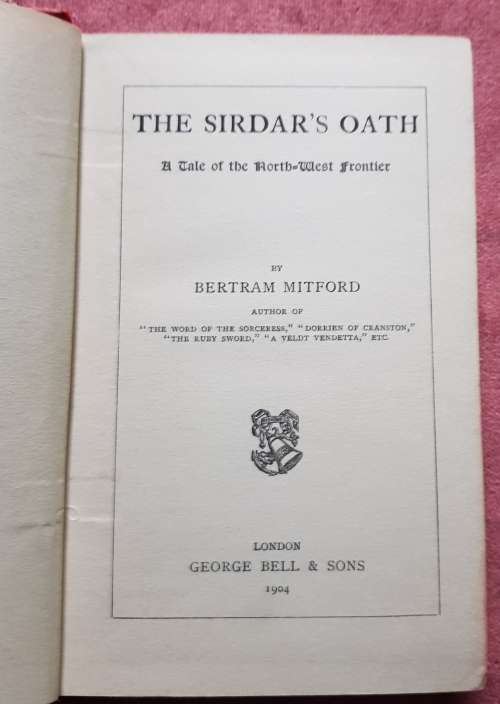 THE SIRDAR'S OATH
A Tale of the North-West Frontier
BY
BERTRAM MITFORD
AUTHOR OF
"THE WORD OF THE SORCERESS," "DORRIEN OF CRANSTON,"
"THE RUBY SWORD," "A VELDT VENDETTA," ETC.
LONDON
GEORGE BELL & SONS
1904